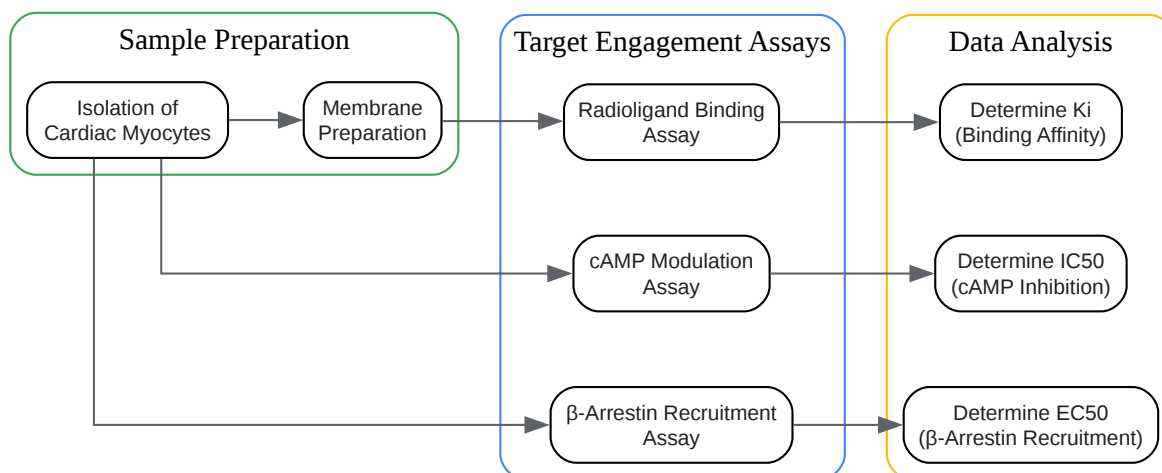 Sample Preparation
Isolation of
Cardiac Myocytes
Membrane
Preparation
Target Engagement Assays
Radioligand Binding
Assay
cAMP Modulation
Assay
β-Arrestin Recruitment
Assay
Data Analysis
Determine Ki
(Binding Affinity)
Determine IC50
(cAMP Inhibition)
Determine EC50
(β-Arrestin Recruitment)